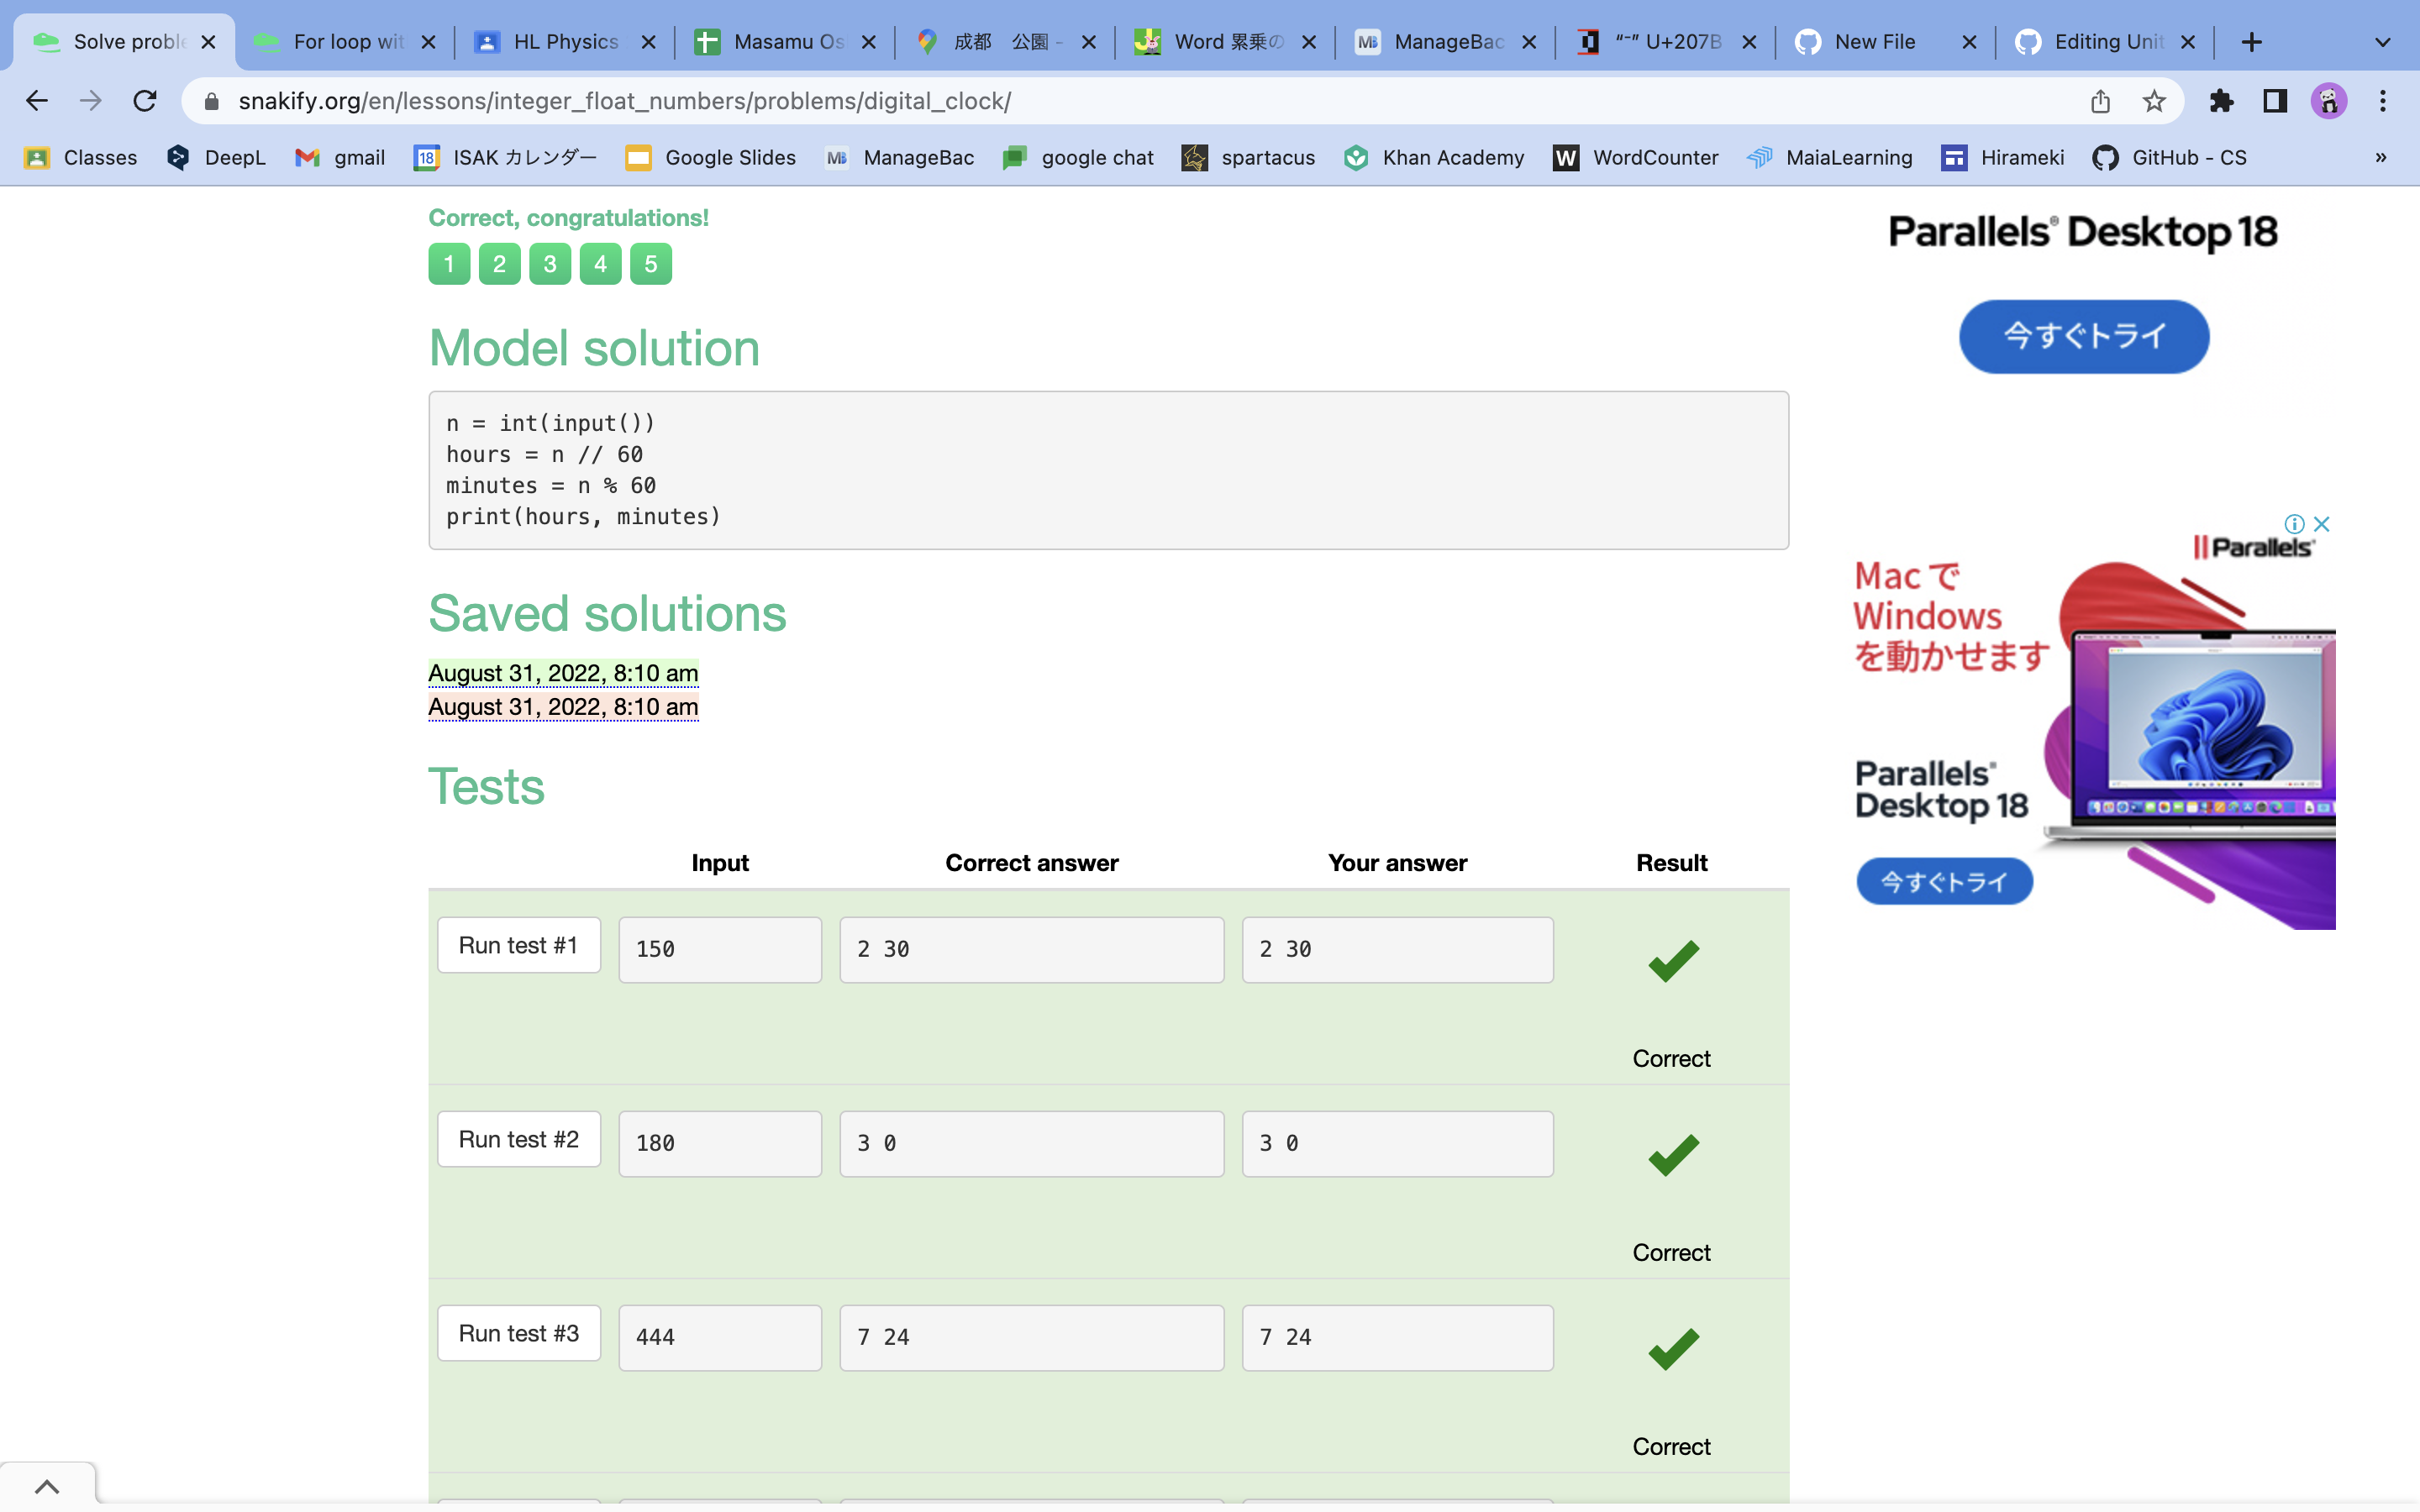 Solve proble
For loop wit
HL Physics
Masamu Os
成都 公園 -
Word 累乗の
ManageBac
“⁻” U+207B
New File
Editing Unit
snakify.org/en/lessons/integer_float_numbers/problems/digital_clock/
Classes
DeepL
gmail
18
ISAK カレンダー
Google Slides
MB
ManageBac
google chat
spartacus
Khan Academy
W
WordCounter
MaiaLearning
Hirameki
GitHub - CS
»
Correct, congratulations!
1 2 3 4 5
Model solution
n = int(input())
hours = n // 60
minutes = n % 60
print(hours, minutes)
Saved solutions
August 31, 2022, 8:10 am
August 31, 2022, 8:10 am
Tests
Input Correct answer Your answer Result
Run test #1 150 2 30 2 30
Correct
Run test #2 180 3 0 3 0
Correct
Run test #3 444 7 24 7 24
Correct
Parallels® Desktop 18
今すぐトライ
Parallels®
Mac で
Windows
を動かせます
Parallels®
Desktop 18
今すぐトライ